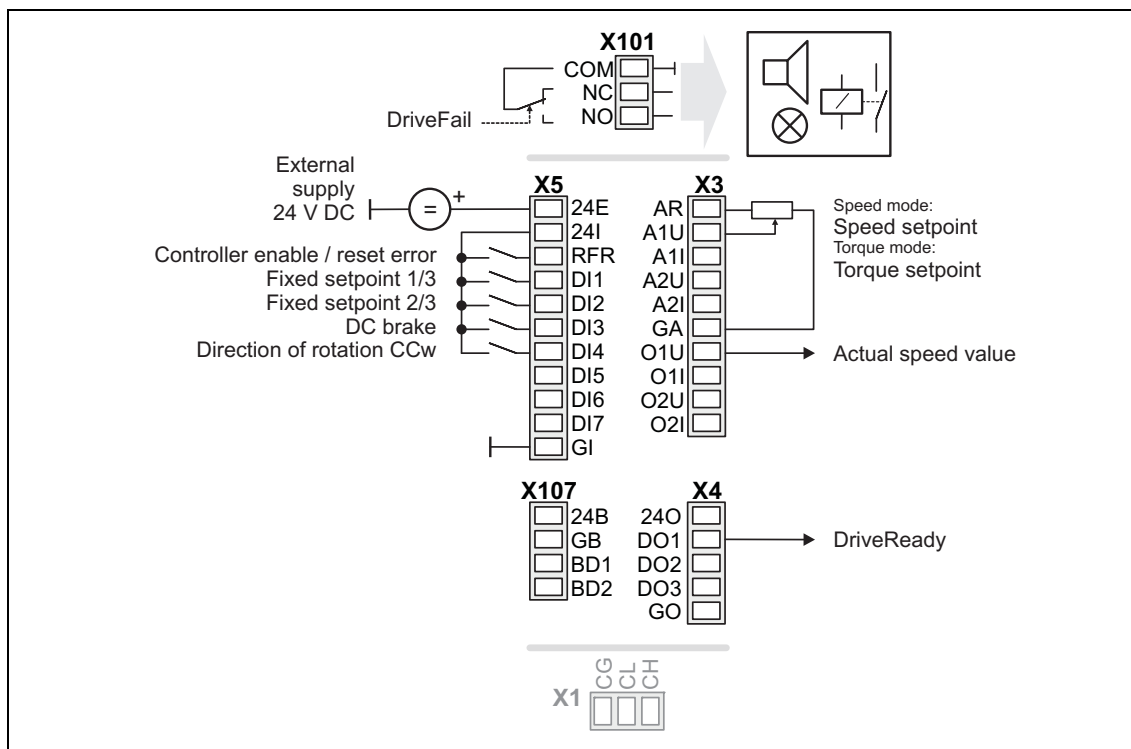 X101
COM
NC
NO
DriveFail
External
supply
24 V DC
=
+
X5
24E
24I
RFR
DI1
DI2
DI3
DI4
DI5
DI6
DI7
GI
Controller enable / reset error
Fixed setpoint 1/3
Fixed setpoint 2/3
DC brake
Direction of rotation CCw
X3
AR
A1U
A1I
A2U
A2I
GA
O1U
O1I
O2U
O2I
Speed mode:
Speed setpoint
Torque mode:
Torque setpoint
Actual speed value
X107
24B
GB
BD1
BD2
X4
24O
DO1
DO2
DO3
GO
DriveReady
X1
CG
CL
CH